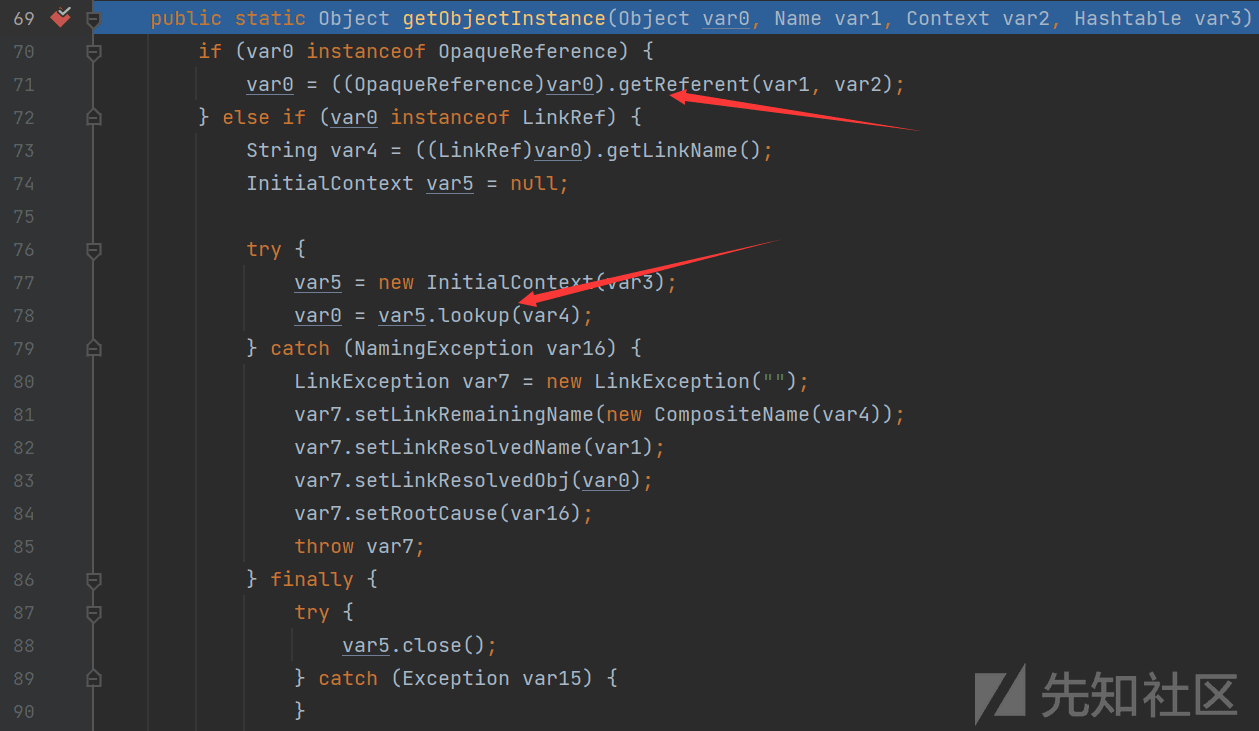 69 public static Object getObjectInstance(Object var0, Name var1, Context var2, Hashtable var3)
70 if (var0 instanceof OpaqueReference) {
71 var0 = ((OpaqueReference)var0).getReferent(var1, var2);
72 } else if (var0 instanceof LinkRef) {
73 String var4 = ((LinkRef)var0).getLinkName();
74 InitialContext var5 = null;
75
76 try {
77 var5 = new InitialContext(var3);
78 var0 = var5.lookup(var4);
79 } catch (NamingException var16) {
80 LinkException var7 = new LinkException("");
81 var7.setLinkRemainingName(new CompositeName(var4));
82 var7.setLinkResolvedName(var1);
83 var7.setLinkResolvedObj(var0);
84 var7.setRootCause(var16);
85 throw var7;
86 } finally {
87 try {
88 var5.close();
89 } catch (Exception var15) {
90 }
先知社区